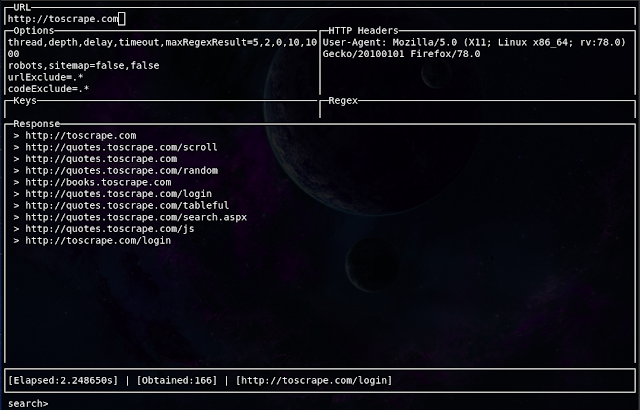 URL
http://toscrape.com
Options
thread,depth,delay,timeout,maxRegexResult=5,2,0,10,10
00
robots,sitemap=false,false
urlExclude=.*
codeExclude=.*
HTTP Headers
User-Agent: Mozilla/5.0 (X11; Linux x86_64; rv:78.0)
Gecko/20100101 Firefox/78.0
Keys
Regex
Response
> http://toscrape.com
> http://quotes.toscrape.com/scroll
> http://quotes.toscrape.com
> http://quotes.toscrape.com/random
> http://books.toscrape.com
> http://quotes.toscrape.com/login
> http://quotes.toscrape.com/tableful
> http://quotes.toscrape.com/search.aspx
> http://quotes.toscrape.com/js
> http://toscrape.com/login
[Elapsed:2.248650s] | [Obtained:166] | [http://toscrape.com/login]
search>